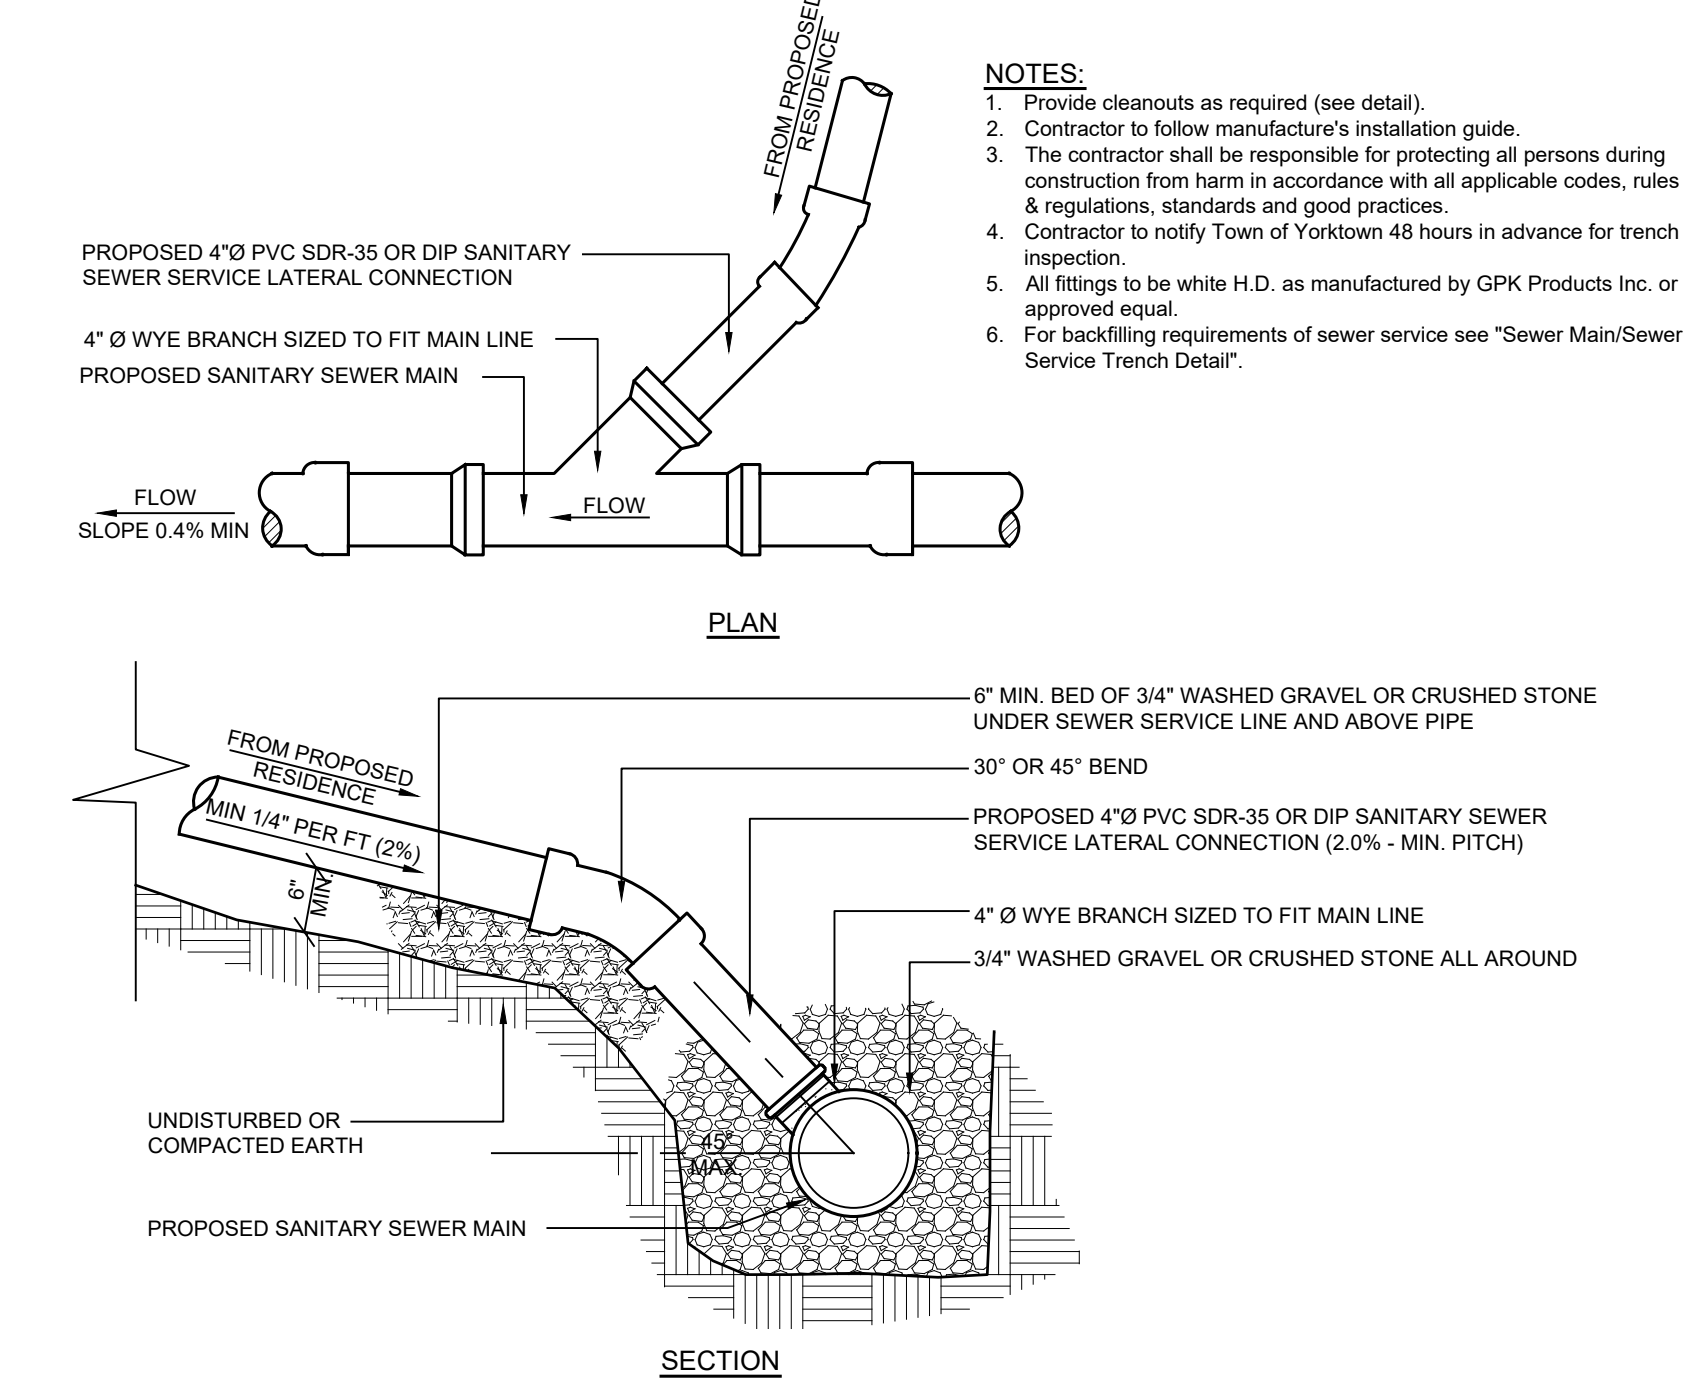 FROM PROPOSED
RESIDENCE
NOTES:
1. Provide cleanouts as required (see detail).
2. Contractor to follow manufacture's installation guide.
3. The contractor shall be responsible for protecting all persons during
construction from harm in accordance with all applicable codes, rules
& regulations, standards and good practices.
4. Contractor to notify Town of Yorktown 48 hours in advance for trench
inspection.
5. All fittings to be white H.D. as manufactured by GPK Products Inc. or
approved equal.
6. For backfilling requirements of sewer service see "Sewer Main/Sewer
Service Trench Detail".
PROPOSED 4"Ø PVC SDR-35 OR DIP SANITARY
SEWER SERVICE LATERAL CONNECTION
4" Ø WYE BRANCH SIZED TO FIT MAIN LINE
PROPOSED SANITARY SEWER MAIN
FLOW
SLOPE 0.4% MIN
FLOW
PLAN
6" MIN. BED OF 3/4" WASHED GRAVEL OR CRUSHED STONE
UNDER SEWER SERVICE LINE AND ABOVE PIPE
FROM PROPOSED
RESIDENCE
MIN 1/4" PER FT (2%)
6"
MIN.
30° OR 45° BEND
PROPOSED 4"Ø PVC SDR-35 OR DIP SANITARY SEWER
SERVICE LATERAL CONNECTION (2.0% - MIN. PITCH)
4" Ø WYE BRANCH SIZED TO FIT MAIN LINE
3/4" WASHED GRAVEL OR CRUSHED STONE ALL AROUND
UNDISTURBED OR
COMPACTED EARTH
45°
MAX.
PROPOSED SANITARY SEWER MAIN
SECTION